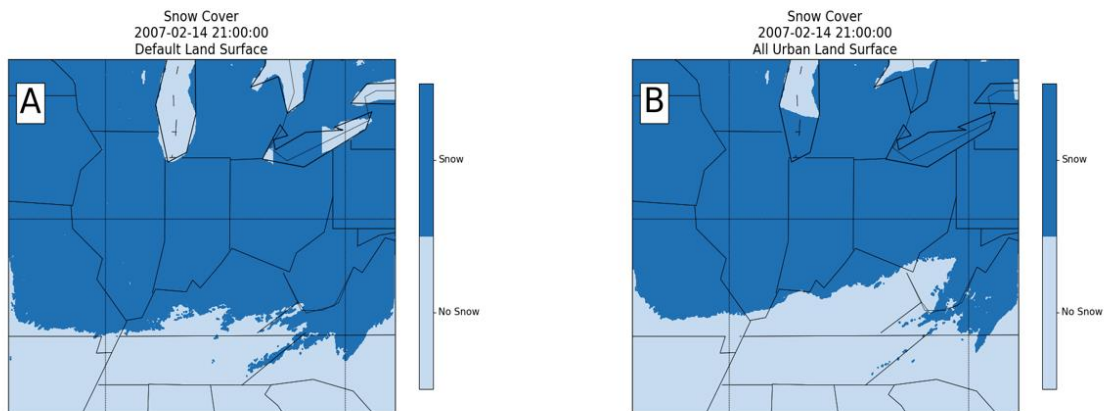 Snow Cover
2007-02-14 21:00:00
Default Land Surface
A
Snow
No Snow
Snow Cover
2007-02-14 21:00:00
All Urban Land Surface
B
Snow
No Snow